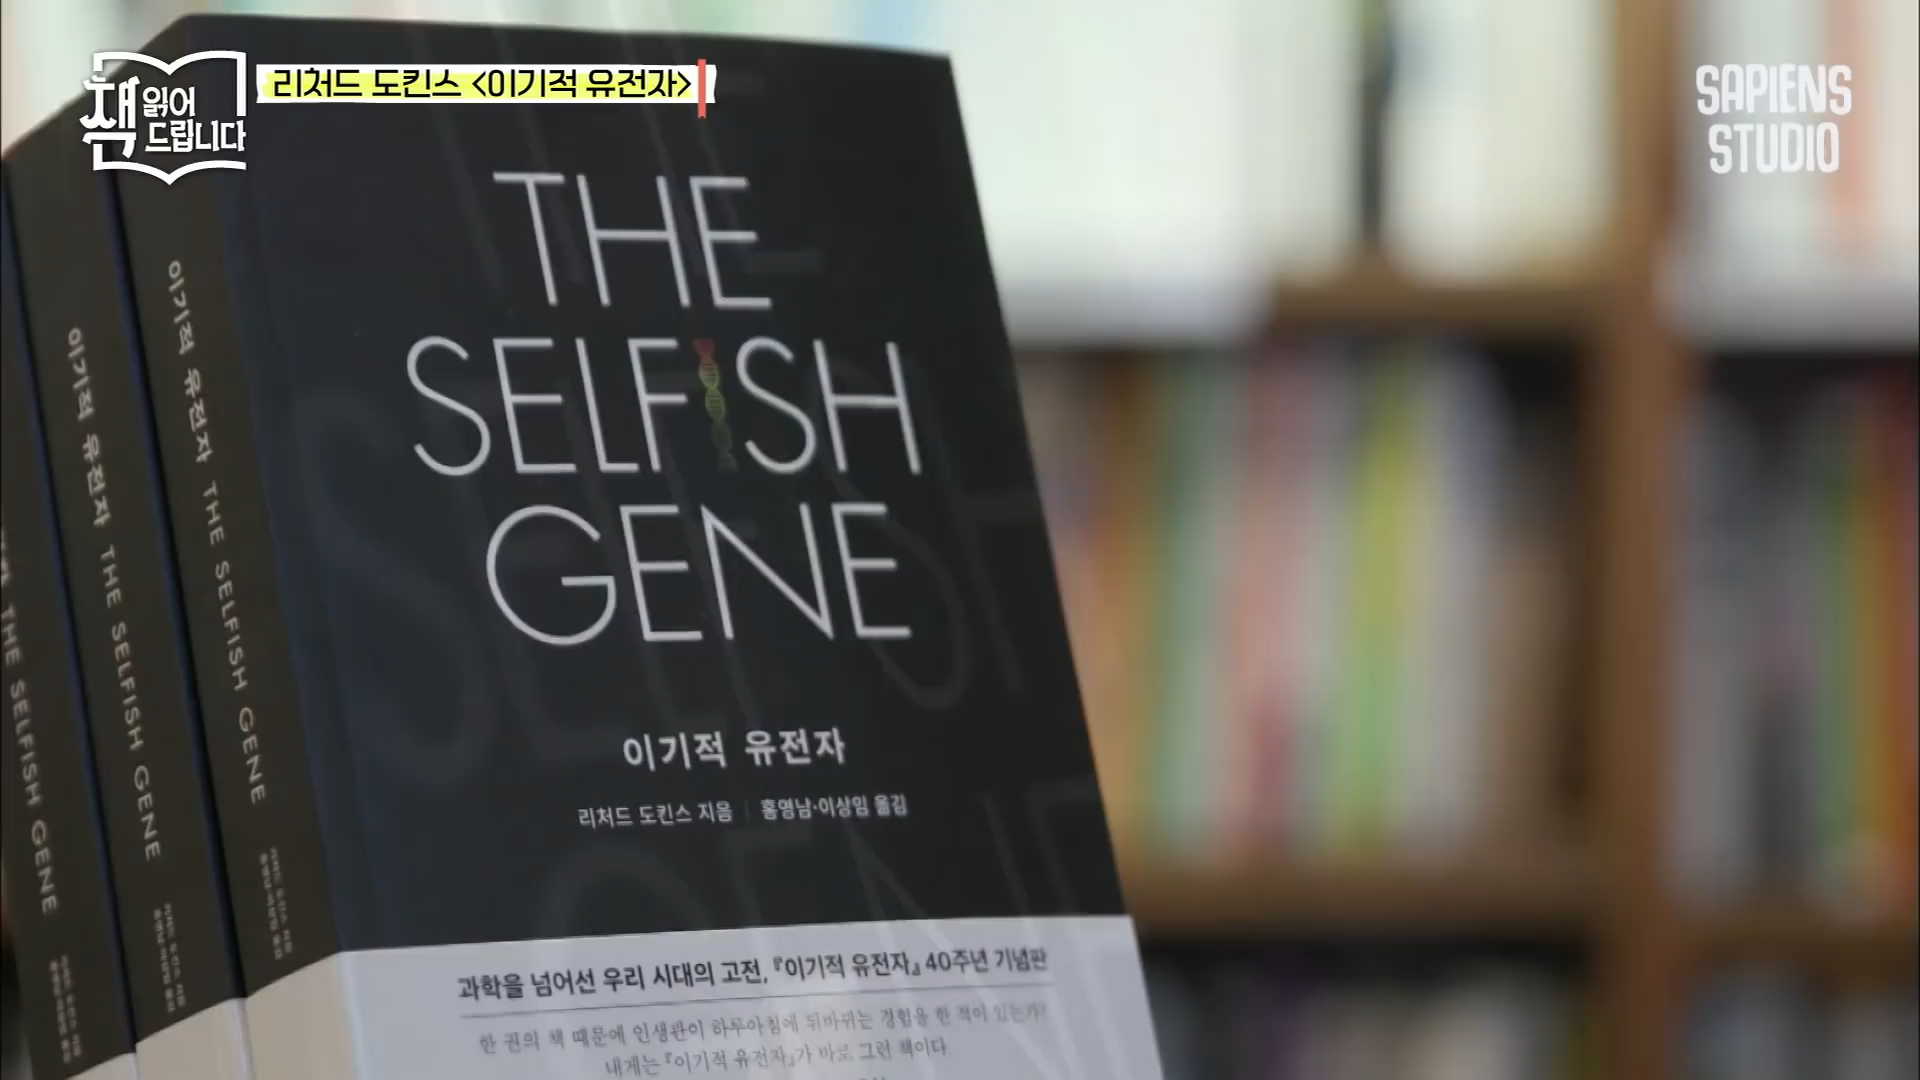 책 읽어
드립니다
리처드 도킨스 <이기적 유전자>
SAPIENS
STUDIO
THE
SELFISH
GENE
이기적 유전자
리처드 도킨스 지음 | 홍영남·이상임 옮김
과학을 넘어선 우리 시대의 고전, 『이기적 유전자』 40주년 기념판
한 권의 책 때문에 인생관이 하루아침에 뒤바뀌는 경험을 한 적이 있는가?
내게는 『이기적 유전자』가 바로 그런 책이다.
이기적 유전자 THE SELFISH GENE
이기적 유전자 THE SELFISH GENE
THE SELFISH GENE